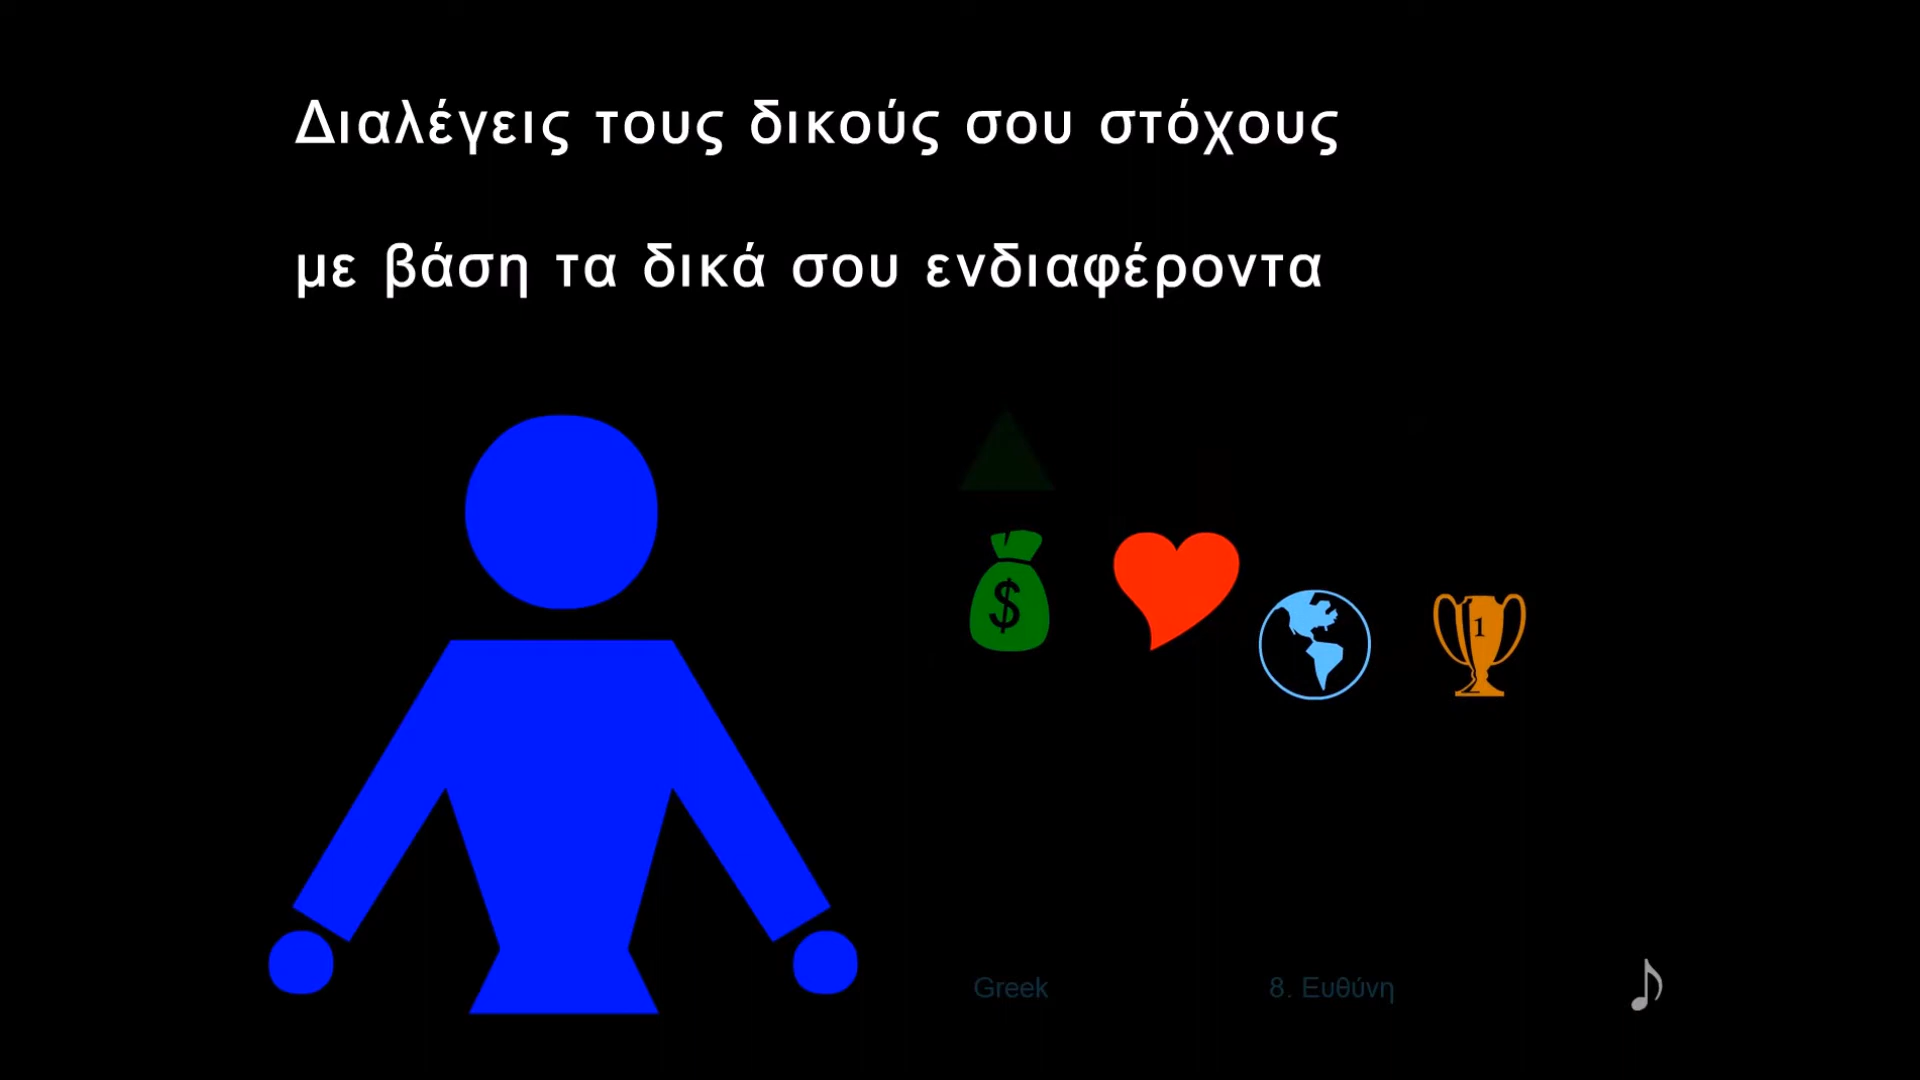 Διαλέγεις τους δικούς σου στόχους
με βάση τα δικά σου ενδιαφέροντα
$
1
Greek
8. Ευθύνη